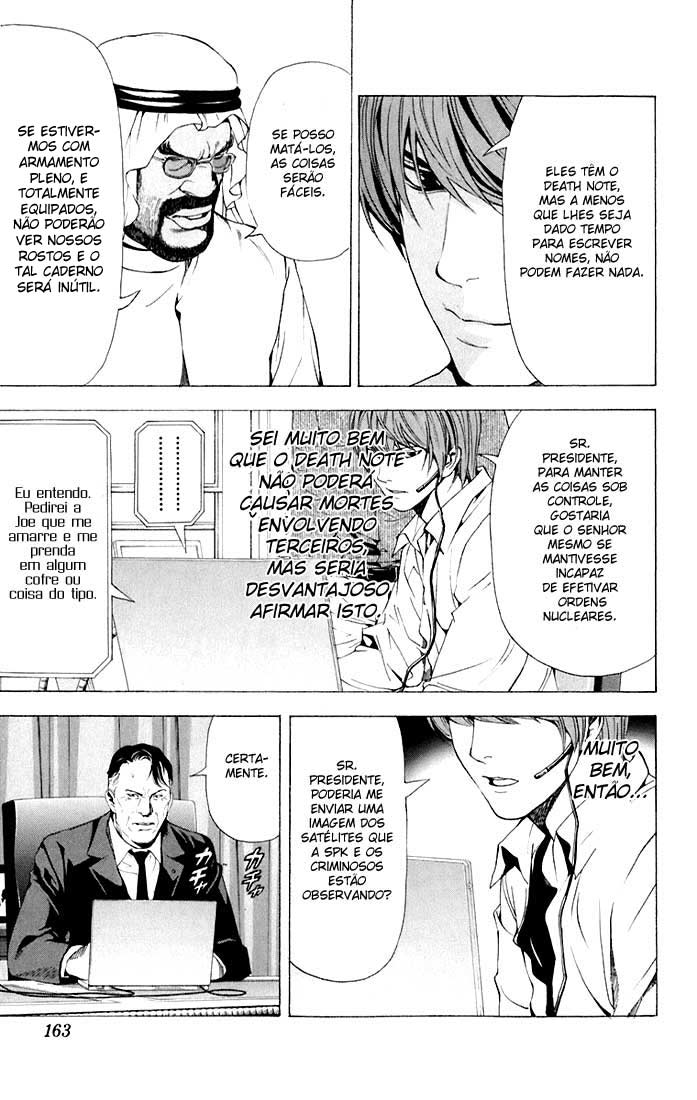 ELES TÊM O
DEATH NOTE,
MAS A MENOS
QUE LHES SEJA
DADO TEMPO
PARA ESCREVER
NOMES, NÃO
PODEM FAZER NADA.
SE POSSO
MATÁ-LOS,
AS COISAS
SERÃO
FÁCEIS.
SE ESTIVER-
MOS COM
ARMAMENTO
PLENO, E
TOTALMENTE
EQUIPADOS,
NÃO PODERÃO
VER NOSSOS
ROSTOS E O
TAL CADERNO
SERÁ INÚTIL.
SR.
PRESIDENTE,
PARA MANTER
AS COISAS SOB
CONTROLE,
GOSTARIA
QUE O SENHOR
MESMO SE
MANTIVESSE
INCAPAZ
DE EFETIVAR
ORDENS
NUCLEARES.
SEI MUITO BEM
QUE O DEATH NOTE
NÃO PODERÁ
CAUSAR MORTES
ENVOLVENDO
TERCEIROS,
MAS SERIA
DESVANTAJOSO
AFIRMAR ISTO.
Eu entendo.
Pedirei a
Joe que me
amarre e me
prenda
em algum
cofre ou
coisa do tipo.
MUITO
BEM,
ENTÃO...
SR.
PRESIDENTE,
PODERIA ME
ENVIAR UMA
IMAGEM DOS
SATÉLITES QUE
A SPK E OS
CRIMINOSOS
ESTÃO
OBSERVANDO?
CERTA-
MENTE.
カチャ
カチャ
163